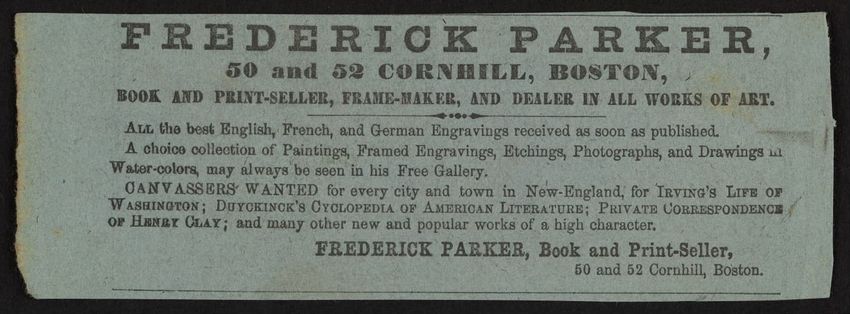 FREDERICK PARKER,
50 and 52 CORNHILL, BOSTON,
BOOK AND PRINT-SELLER, FRAME-MAKER, AND DEALER IN ALL WORKS OF ART.
ALL the best English, French, and German Engravings received as soon as published.
A choice collection of Paintings, Framed Engravings, Etchings, Photographs, and Drawings in
Water-colors, may always be seen in his Free Gallery.
CANVASSERS WANTED for every city and town in New-England, for IRVING'S LIFE OF
WASHINGTON; DUYCKINCK'S CYCLOPEDIA OF AMERICAN LITERATURE; PRIVATE CORRESPONDENCE
OF HENRY CLAY; and many other new and popular works of a high character.
FREDERICK PARKER, Book and Print-Seller,
50 and 52 Cornhill, Boston.